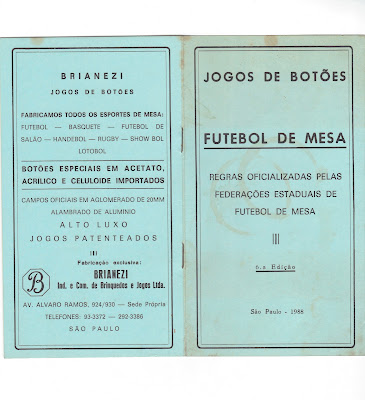 BRIANEZI
JOGOS DE BOTÕES
FABRICAMOS TODOS OS ESPORTES DE MESA:
FUTEBOL — BASQUETE — FUTEBOL DE
SALÃO — HANDEBOL — RUGBY — SHOW BOL
LOTOBOL
BOTÕES ESPECIAIS EM ACETATO,
ACRILICO E CELULOIDE IMPORTADOS
CAMPOS OFICIAIS EM AGLOMERADO DE 20MM
ALAMBRADO DE ALUMINIO
ALTO LUXO
JOGOS PATENTEADOS
Fabricação exclusiva:
B
BRIANEZI
Ind. e Com. de Brinquedos e Jogos Ltda.
AV. ALVARO RAMOS, 924/930 — Sede Própria
TELEFONES: 93-3372 — 292-3386
SÃO PAULO
JOGOS DE BOTÕES
FUTEBOL DE MESA
REGRAS OFICIALIZADAS PELAS
FEDERAÇÕES ESTADUAIS DE
FUTEBOL DE MESA
Edição
São Paulo - 1988